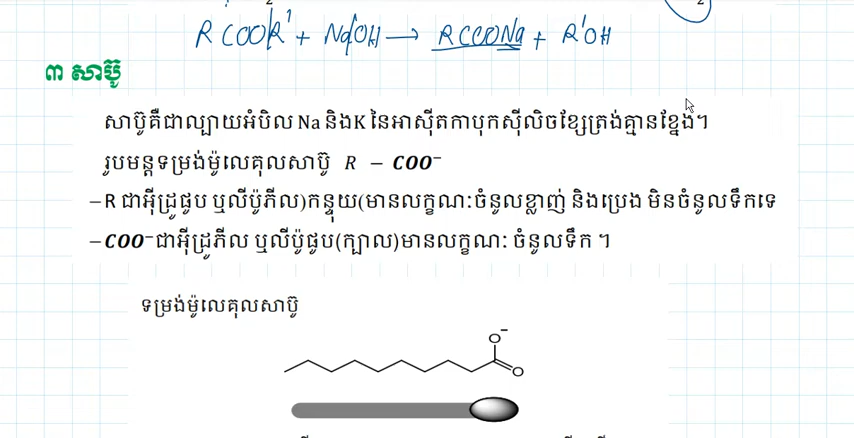 RCOOR' + NaOH → RCOONa + R'OH
៣ សាប៊ូ
សាប៊ូគឺជាល្បាយអំបិល Na និងK នៃអាស៊ីតកាបុកស៊ីលិចខ្សែត្រង់គ្មានខ្នែង។
រូបមន្តទម្រង់ម៉ូលេគុលសាប៊ូ R – COO⁻
–R ជាអ៊ីដ្រូផូប ឬលីប៉ូភីល)កន្ទុយ(មានលក្ខណៈចំនូលខ្លាញ់ និងប្រេង មិនចំនូលទឹកទេ
–COO⁻ជាអ៊ីដ្រូភីល ឬលីប៉ូផូប(ក្បាល)មានលក្ខណៈ ចំនូលទឹក ។
ទម្រង់ម៉ូលេគុលសាប៊ូ
O⁻
O